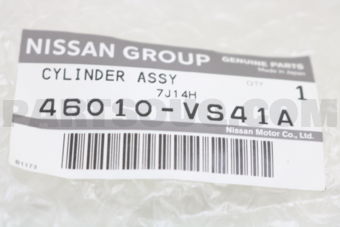 NISSAN GROUP
GENUINE PARTS
Made in Japan
CYLINDER ASSY
QTY
7J14H
1
46010-VS41A
Nissan Motor Co., Ltd.